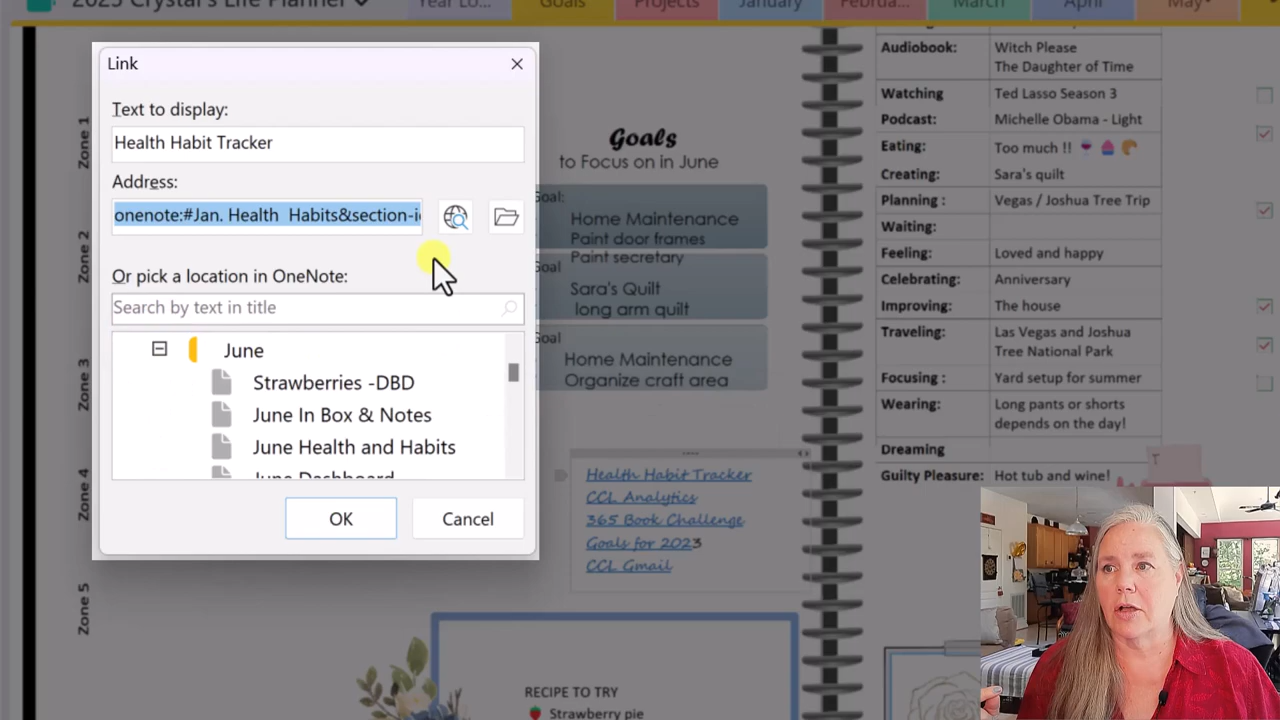 2023 Crystal's Life Planner
Year Lo...
Goals
Projects
January
Februa...
March
April
May
Link
Text to display:
Health Habit Tracker
Address:
onenote:#Jan. Health  Habits&section-i
Or pick a location in OneNote:
Search by text in title
June
Strawberries -DBD
June In Box & Notes
June Health and Habits
June Dashboard
OK
Cancel
Zone 1
Zone 2
Zone 3
Zone 4
Zone 5
Goals
to Focus on in June
Goal:
Home Maintenance
Paint door frames
Paint secretary
Goal
Sara's Quilt
long arm quilt
Goal
Home Maintenance
Organize craft area
Health Habit Tracker
CCL Analytics
365 Book Challenge
Goals for 2023
CCL Gmail
RECIPE TO TRY
🍓 Strawberry pie
Audiobook: Witch Please
The Daughter of Time
Watching Ted Lasso Season 3
Podcast: Michelle Obama - Light
Eating: Too much !! 🍷 🧁 🥐
Creating: Sara's quilt
Planning : Vegas / Joshua Tree Trip
Waiting:
Feeling: Loved and happy
Celebrating: Anniversary
Improving: The house
Traveling: Las Vegas and Joshua
Tree National Park
Focusing : Yard setup for summer
Wearing: Long pants or shorts
depends on the day!
Dreaming
Guilty Pleasure: Hot tub and wine!
T